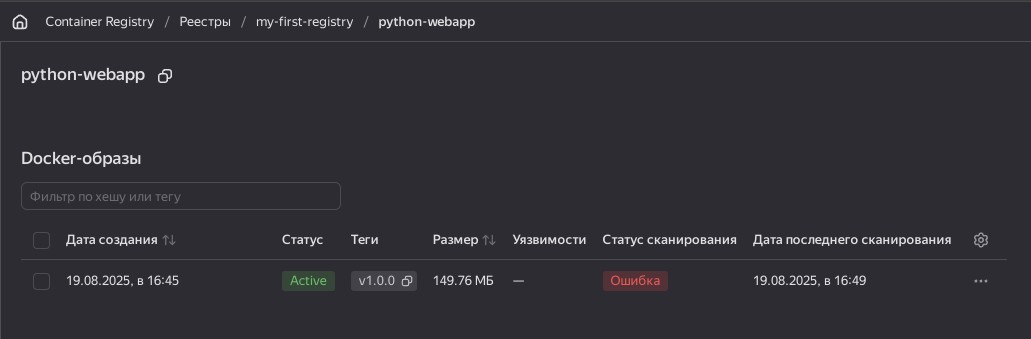 Container Registry / Реестры / my-first-registry / python-webapp
python-webapp
Docker-образы
Фильтр по хешу или тегу
Дата создания Статус Теги Размер Уязвимости Статус сканирования Дата последнего сканирования
19.08.2025, в 16:45 Active v1.0.0 149.76 МБ — Ошибка 19.08.2025, в 16:49